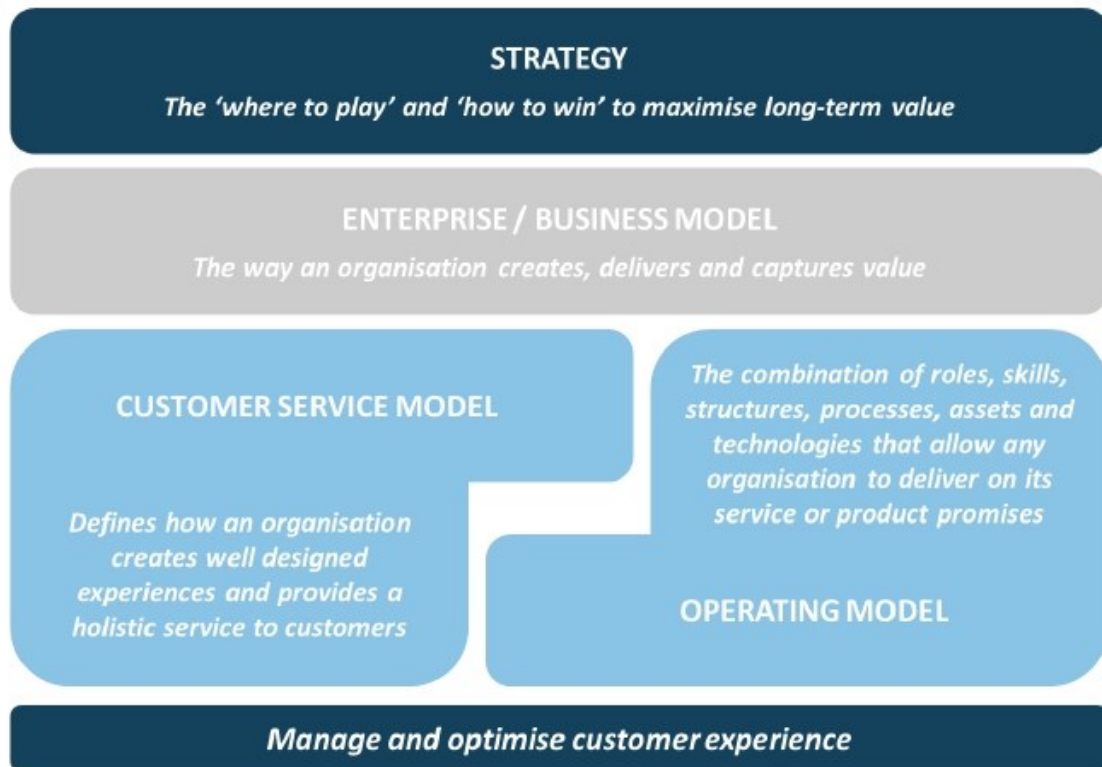 STRATEGY
The ‘where to play’ and ‘how to win’ to maximise long-term value
ENTERPRISE / BUSINESS MODEL
The way an organisation creates, delivers and captures value
CUSTOMER SERVICE MODEL
Defines how an organisation
creates well designed
experiences and provides a
holistic service to customers
The combination of roles, skills,
structures, processes, assets and
technologies that allow any
organisation to deliver on its
service or product promises
OPERATING MODEL
Manage and optimise customer experience